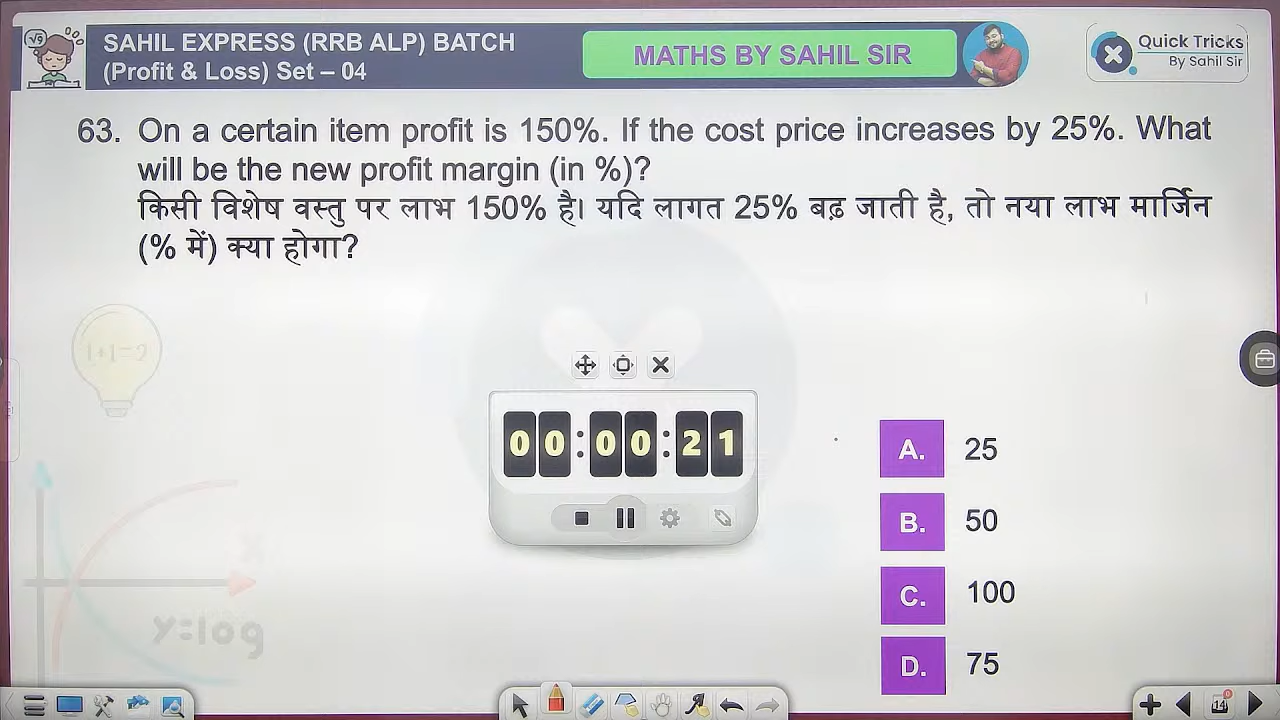 SAHIL EXPRESS (RRB ALP) BATCH
(Profit & Loss) Set – 04
MATHS BY SAHIL SIR
Quick Tricks
By Sahil Sir
√9
63. On a certain item profit is 150%. If the cost price increases by 25%. What
will be the new profit margin (in %)?
किसी विशेष वस्तु पर लाभ 150% है। यदि लागत 25% बढ़ जाती है, तो नया लाभ मार्जिन
(% में) क्या होगा?
1+1=?
00:00:21
A. 25
B. 50
C. 100
D. 75
x
y=log
14